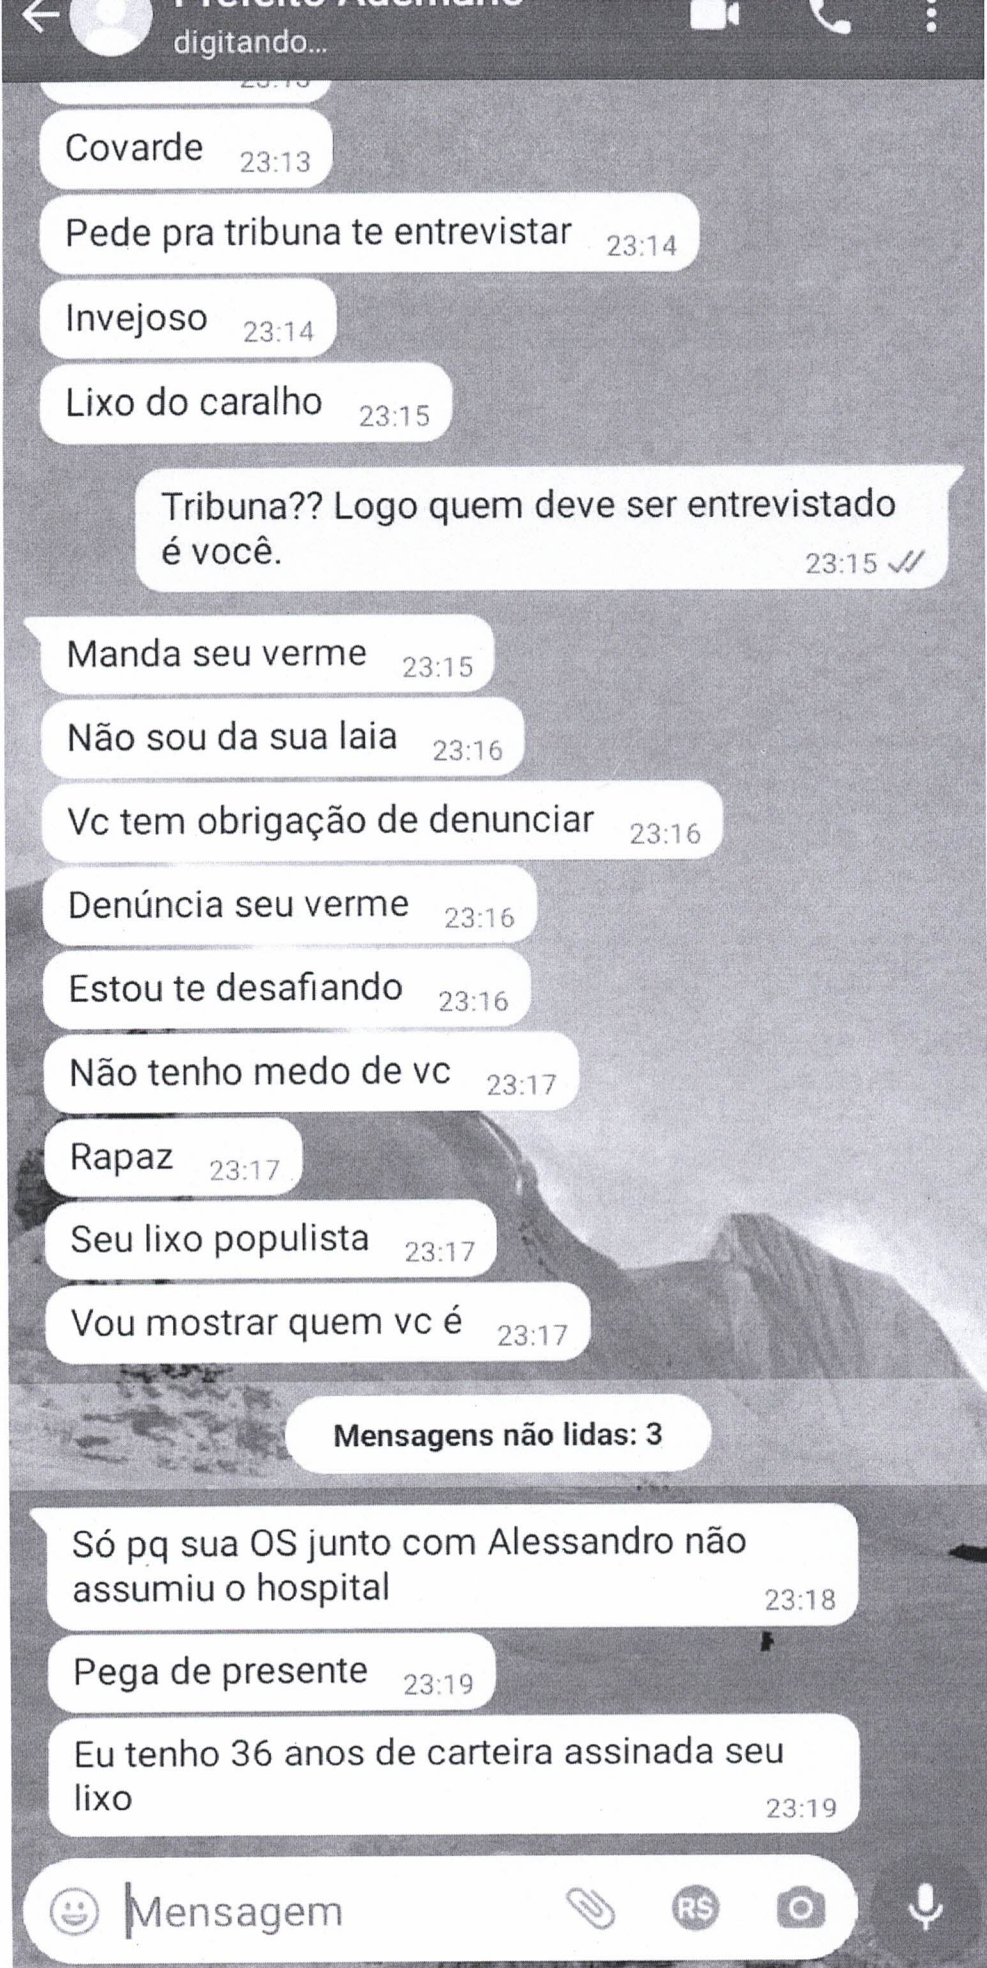 digitando...
Covarde 23:13
Pede pra tribuna te entrevistar 23:14
Invejoso 23:14
Lixo do caralho 23:15
Tribuna?? Logo quem deve ser entrevistado
é você. 23:15
Manda seu verme 23:15
Não sou da sua laia 23:16
Vc tem obrigação de denunciar 23:16
Denúncia seu verme 23:16
Estou te desafiando 23:16
Não tenho medo de vc 23:17
Rapaz 23:17
Seu lixo populista 23:17
Vou mostrar quem vc é 23:17
Mensagens não lidas: 3
Só pq sua OS junto com Alessandro não
assumiu o hospital 23:18
Pega de presente 23:19
Eu tenho 36 anos de carteira assinada seu
lixo 23:19
Mensagem R$